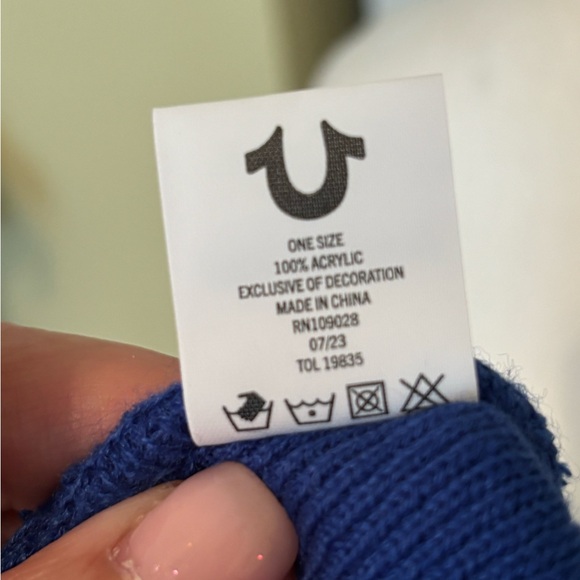 ONE SIZE
100% ACRYLIC
EXCLUSIVE OF DECORATION
MADE IN CHINA
RN109028
07/23
TOL 19835